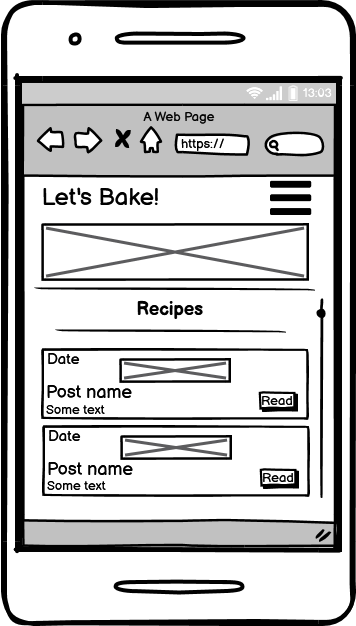 13:03
A Web Page
https://
Let's Bake!
Recipes
Date
Post name
Read
Some text
Date
Post name
Read
Some text